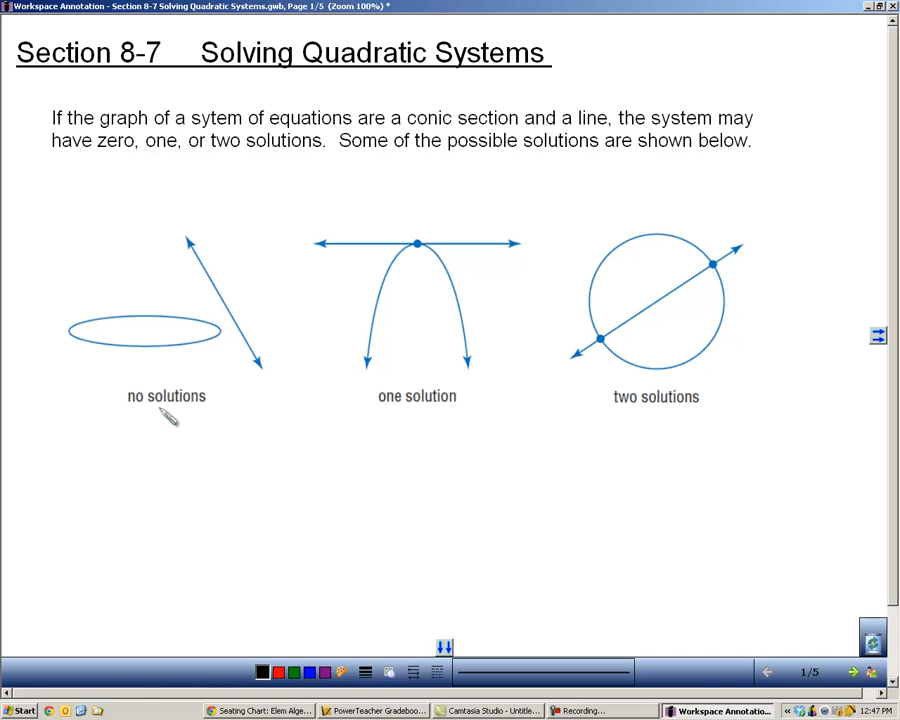 Workspace Annotation - Section 8-7 Solving Quadratic Systems.gwb, Page 1/5 (Zoom 100%) *
Section 8-7 Solving Quadratic Systems
If the graph of a sytem of equations are a conic section and a line, the system may
have zero, one, or two solutions. Some of the possible solutions are shown below.
no solutions
one solution
two solutions
1/5
Start
Seating Chart: Elem Alge...
PowerTeacher Gradeboo...
Camtasia Studio - Untitle...
Recording...
Workspace Annotatio...
12:47 PM